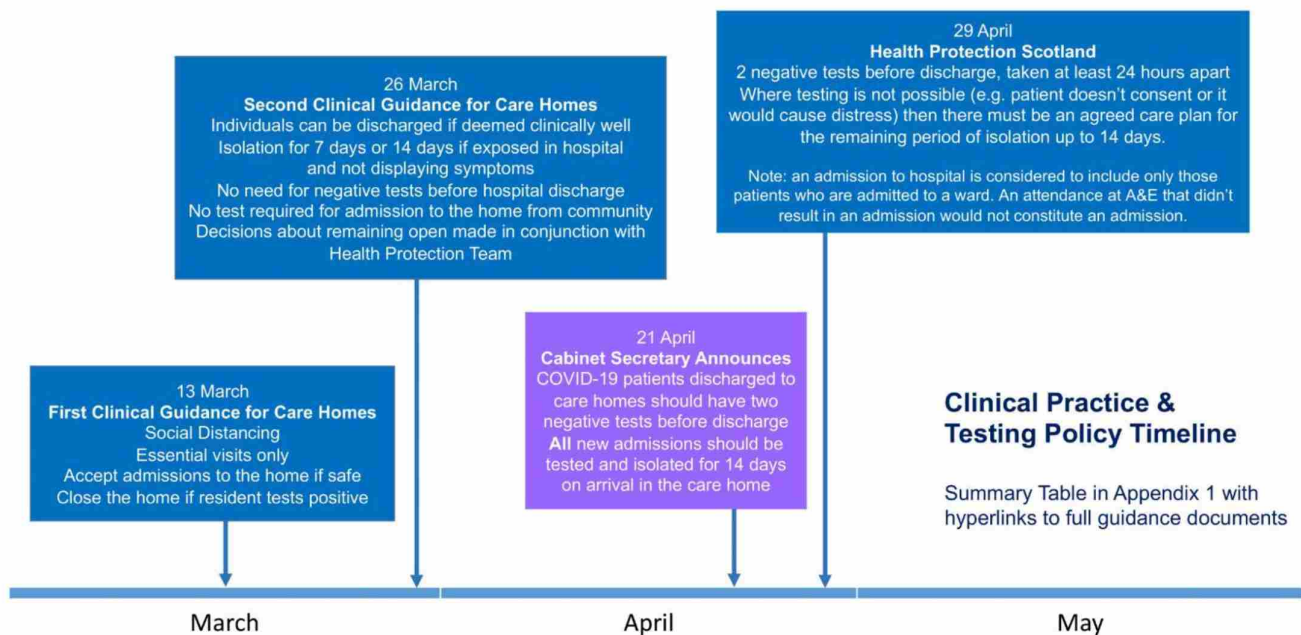 29 April
Health Protection Scotland
2 negative tests before discharge, taken at least 24 hours apart
Where testing is not possible (e.g. patient doesn't consent or it
would cause distress) then there must be an agreed care plan for
the remaining period of isolation up to 14 days.
Note: an admission to hospital is considered to include only those
patients who are admitted to a ward. An attendance at A&E that didn't
result in an admission would not constitute an admission.
26 March
Second Clinical Guidance for Care Homes
Individuals can be discharged if deemed clinically well
Isolation for 7 days or 14 days if exposed in hospital
and not displaying symptoms
No need for negative tests before hospital discharge
No test required for admission to the home from community
Decisions about remaining open made in conjunction with
Health Protection Team
21 April
Cabinet Secretary Announces
COVID-19 patients discharged to
care homes should have two
negative tests before discharge
All new admissions should be
tested and isolated for 14 days
on arrival in the care home
13 March
First Clinical Guidance for Care Homes
Social Distancing
Essential visits only
Accept admissions to the home if safe
Close the home if resident tests positive
Clinical Practice &
Testing Policy Timeline
Summary Table in Appendix 1 with
hyperlinks to full guidance documents
March
April
May